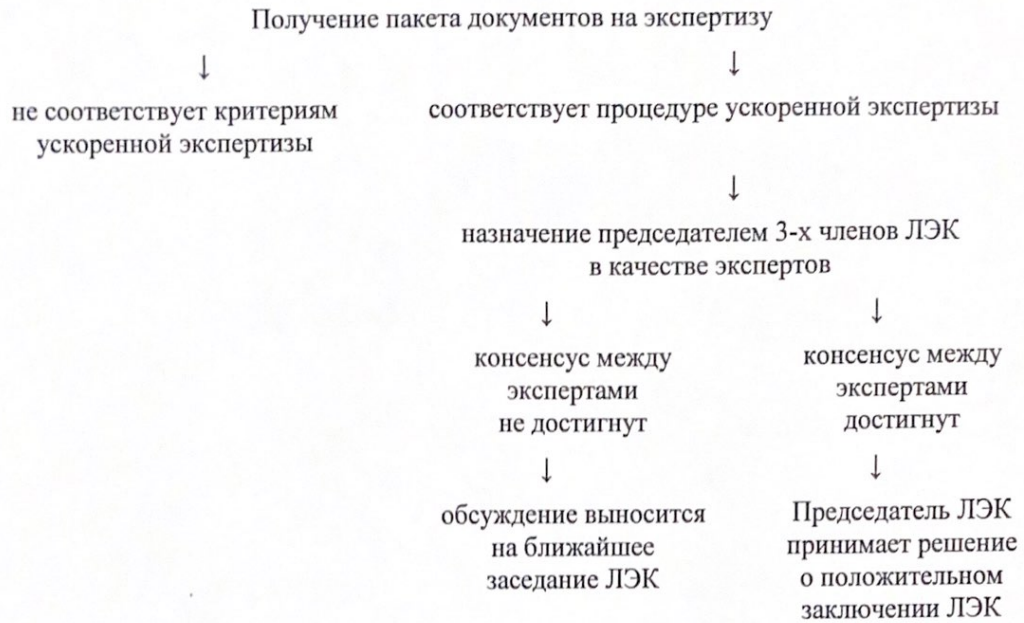 Получение пакета документов на экспертизу
↓ ↓
не соответствует критериям
ускоренной экспертизы
соответствует процедуре ускоренной экспертизы
↓
назначение председателем 3-х членов ЛЭК
в качестве экспертов
↓ ↓
консенсус между
экспертами
не достигнут
консенсус между
экспертами
достигнут
↓ ↓
обсуждение выносится
на ближайшее
заседание ЛЭК
Председатель ЛЭК
принимает решение
о положительном
заключении ЛЭК